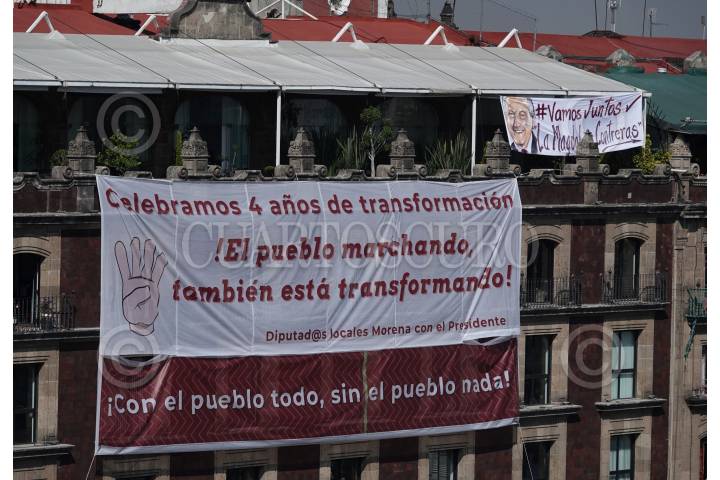 #Vamos Juntos
"La Magdalena Contreras"
Celebramos 4 años de transformación
!El pueblo marchando,
también está transformando!
Diputad@s locales Morena con el Presidente
¡Con el pueblo todo, sin el pueblo nada!
CUARTOSCURO
©
©
©
©